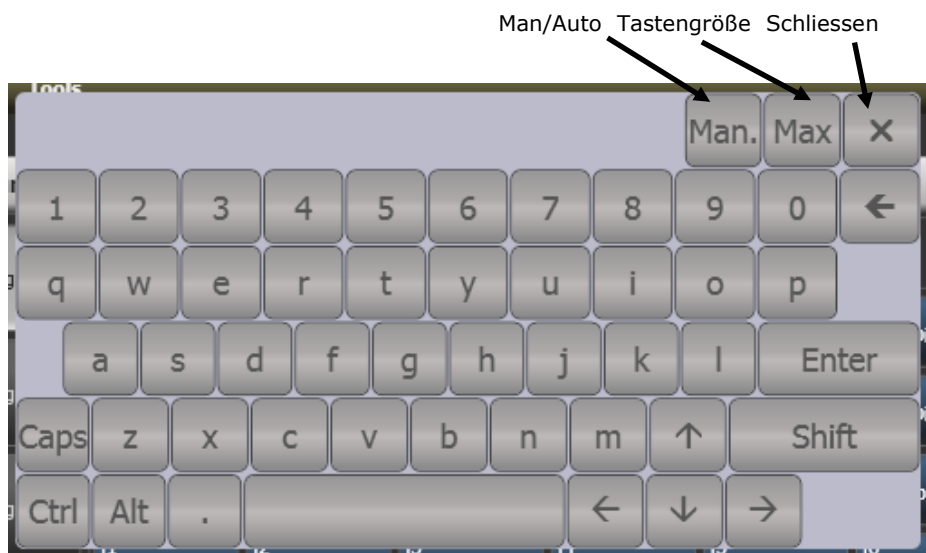 Man/Auto Tastengröße Schliessen
Tools
Man. Max ×
1 2 3 4 5 6 7 8 9 0 ←
q w e r t y u i o p
a s d f g h j k l Enter
Caps z x c v b n m ↑ Shift
Ctrl Alt . ← ↓ →